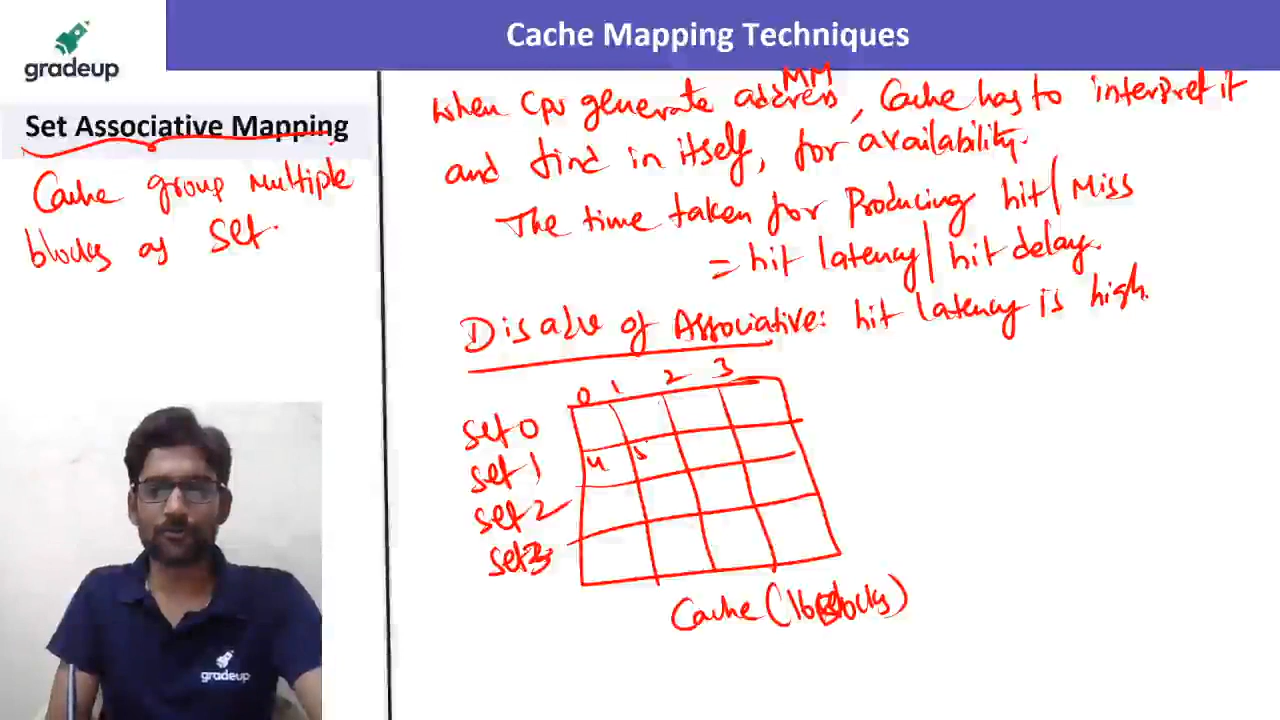 gradeup
Cache Mapping Techniques
Set Associative Mapping
Cache group multiple
blocks as set.
When Cpu generate address, Cache has to interpret it
MM
and find in itself, for availability.
The time taken for Producing hit/Miss
= hit latency/hit delay.
Disadv of Associative: hit latency is high.
0 1 2 3
set 0
set 1 4 5
set 2
set 3
Cache (16 Blocks)
gradeup